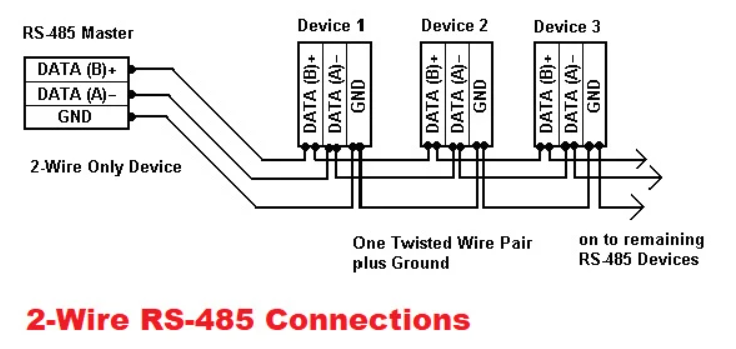 RS-485 Master
DATA (B)+
DATA (A)-
GND
2-Wire Only Device
Device 1
DATA (B)+
DATA (A)-
GND
Device 2
DATA (B)+
DATA (A)-
GND
Device 3
DATA (B)+
DATA (A)-
GND
One Twisted Wire Pair
plus Ground
on to remaining
RS-485 Devices
2-Wire RS-485 Connections